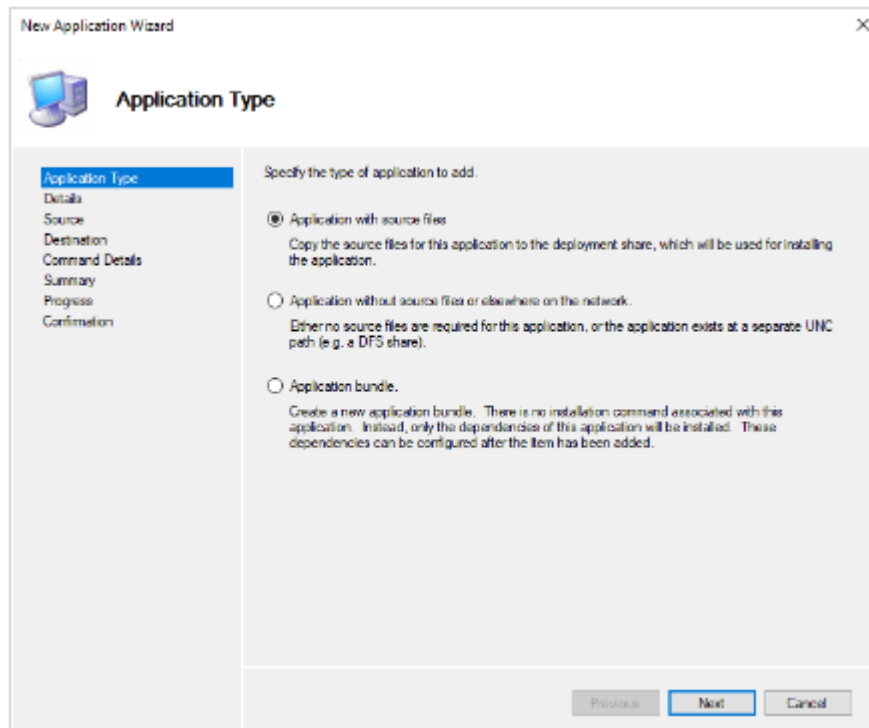 New Application Wizard
Application Type
Application Type
Details
Source
Destination
Command Details
Summary
Progress
Confirmation
Specify the type of application to add.
Application with source files
Copy the source files for this application to the deployment share, which will be used for installing
the application.
Application without source files or elsewhere on the network.
Either no source files are required for this application, or the application exists at a separate UNC
path (e.g. a DFS share).
Application bundle.
Create a new application bundle. There is no installation command associated with this
application. Instead, only the dependencies of this application will be installed. These
dependencies can be configured after the item has been added.
Previous
Next
Cancel